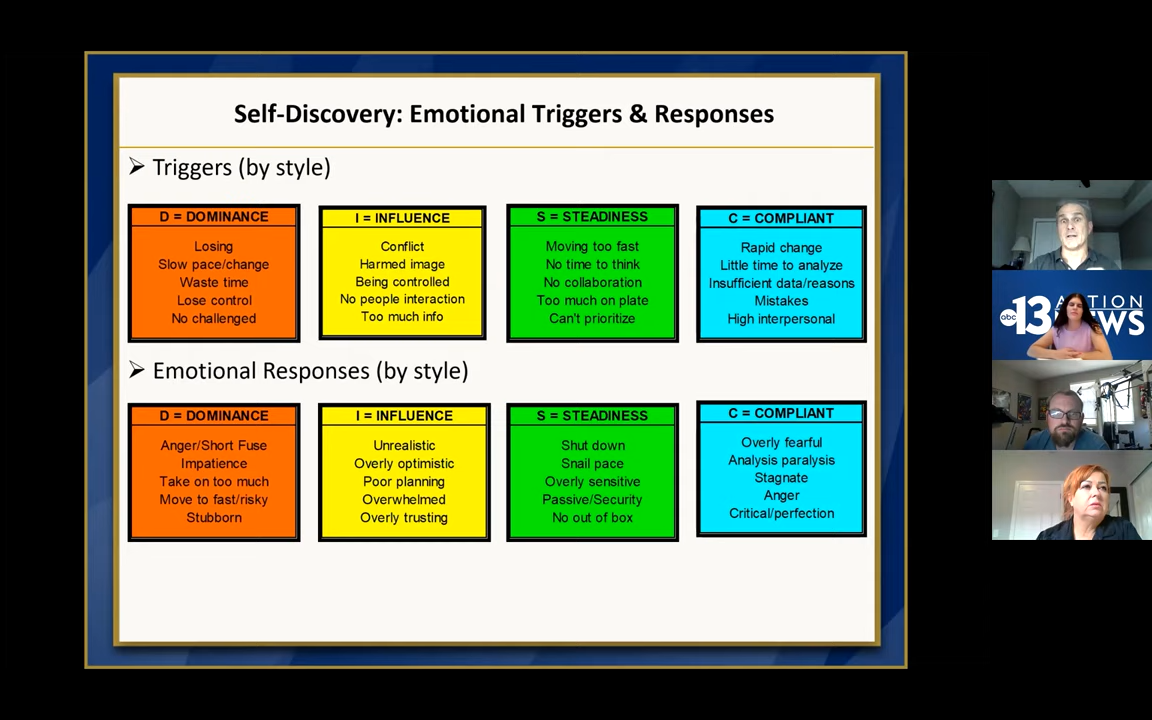 Self-Discovery: Emotional Triggers & Responses
Triggers (by style)
D = DOMINANCE
Losing
Slow pace/change
Waste time
Lose control
No challenged
I = INFLUENCE
Conflict
Harmed image
Being controlled
No people interaction
Too much info
S = STEADINESS
Moving too fast
No time to think
No collaboration
Too much on plate
Can't prioritize
C = COMPLIANT
Rapid change
Little time to analyze
Insufficient data/reasons
Mistakes
High interpersonal
Emotional Responses (by style)
D = DOMINANCE
Anger/Short Fuse
Impatience
Take on too much
Move to fast/risky
Stubborn
I = INFLUENCE
Unrealistic
Overly optimistic
Poor planning
Overwhelmed
Overly trusting
S = STEADINESS
Shut down
Snail pace
Overly sensitive
Passive/Security
No out of box
C = COMPLIANT
Overly fearful
Analysis paralysis
Stagnate
Anger
Critical/perfection
abc 13